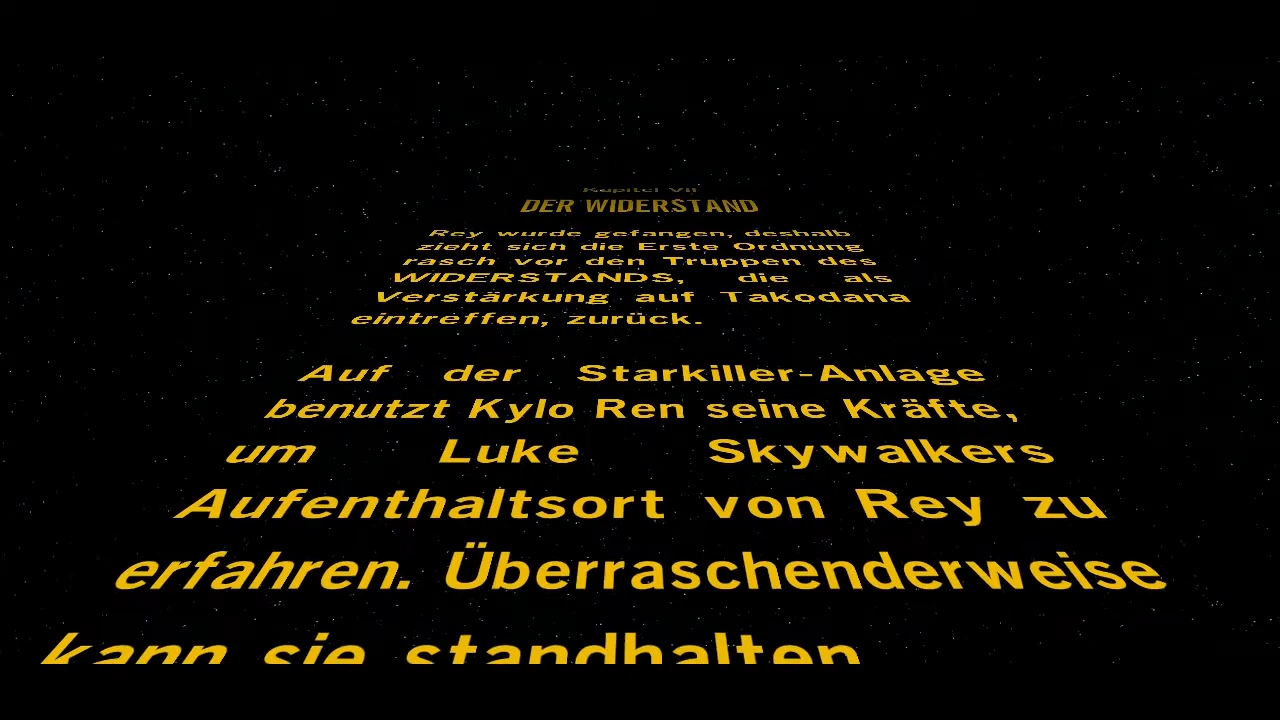 Kapitel VII
DER WIDERSTAND
Rey wurde gefangen, deshalb
zieht sich die Erste Ordnung
rasch vor den Truppen des
WIDERSTANDS, die als
Verstärkung auf Takodana
eintreffen, zurück.
Auf der Starkiller-Anlage
benutzt Kylo Ren seine Kräfte,
um Luke Skywalkers
Aufenthaltsort von Rey zu
erfahren. Überraschenderweise
kann sie standhalten